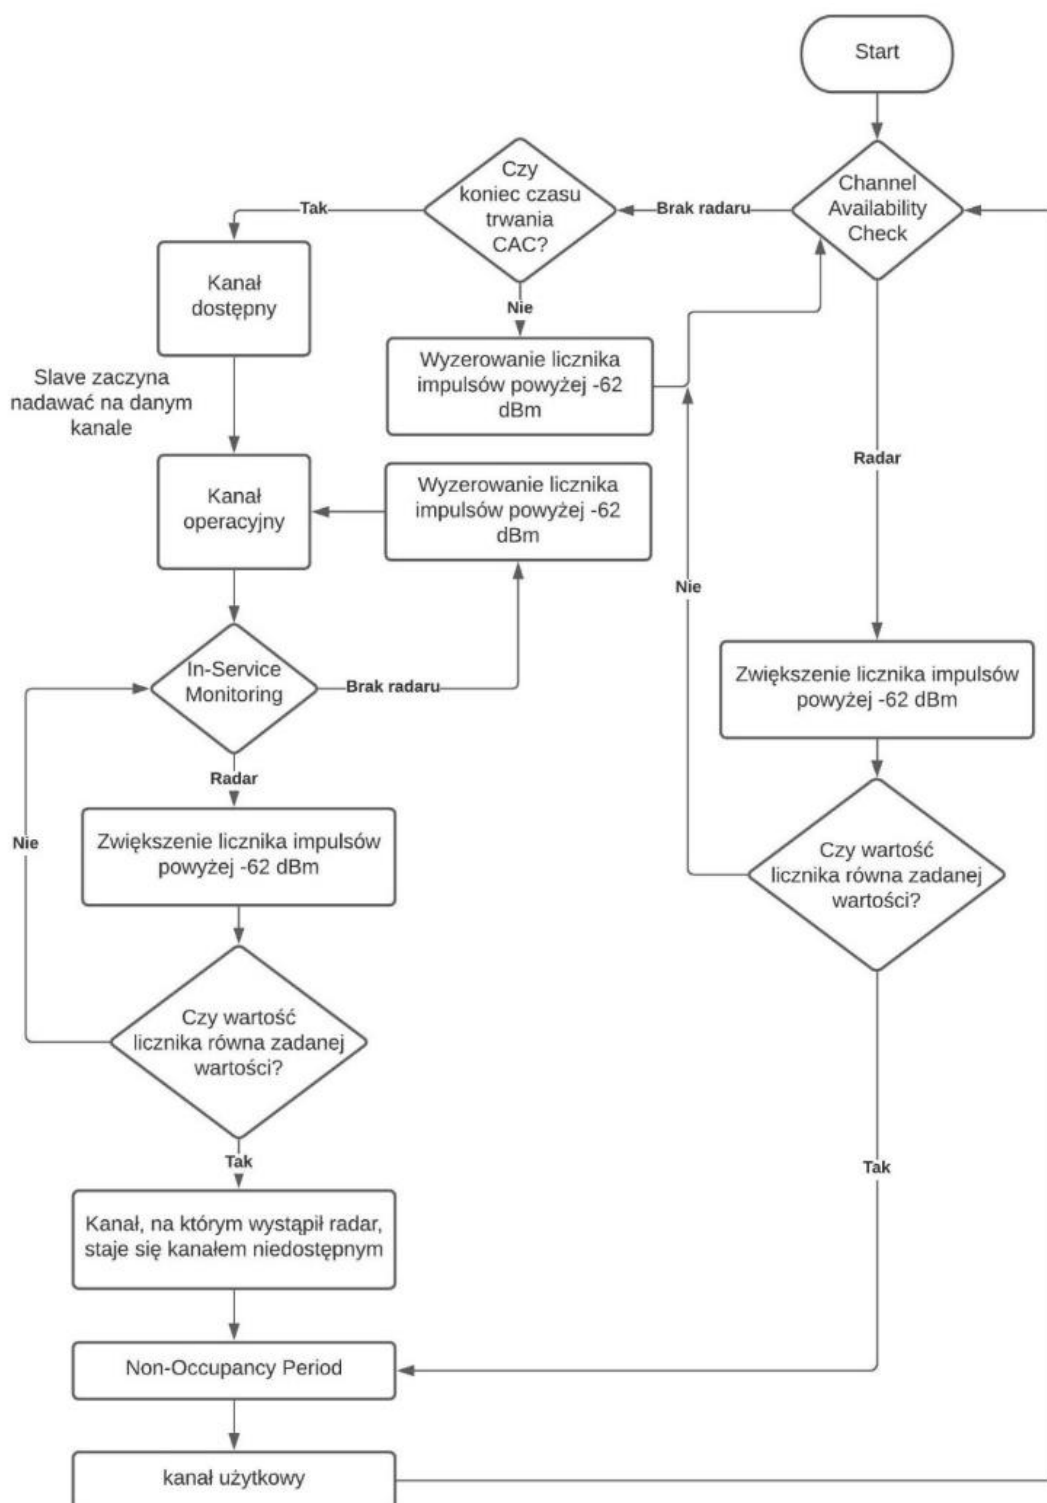 Start
Czy
koniec czasu
trwania
CAC?
Channel
Availability
Check
Tak
Brak radaru
Kanał
dostępny
Nie
Wyzerowanie licznika
impulsów powyżej -62
dBm
Slave zaczyna
nadawać na danym
kanale
Radar
Kanał
operacyjny
Wyzerowanie licznika
impulsów powyżej -62
dBm
Nie
In-Service
Monitoring
Brak radaru
Zwiększenie licznika impulsów
powyżej -62 dBm
Radar
Nie
Zwiększenie licznika impulsów
powyżej -62 dBm
Czy wartość
licznika równa zadanej
wartości?
Czy wartość
licznika równa zadanej
wartości?
Tak
Tak
Kanał, na którym wystąpił radar,
staje się kanałem niedostępnym
Non-Occupancy Period
kanał użytkowy